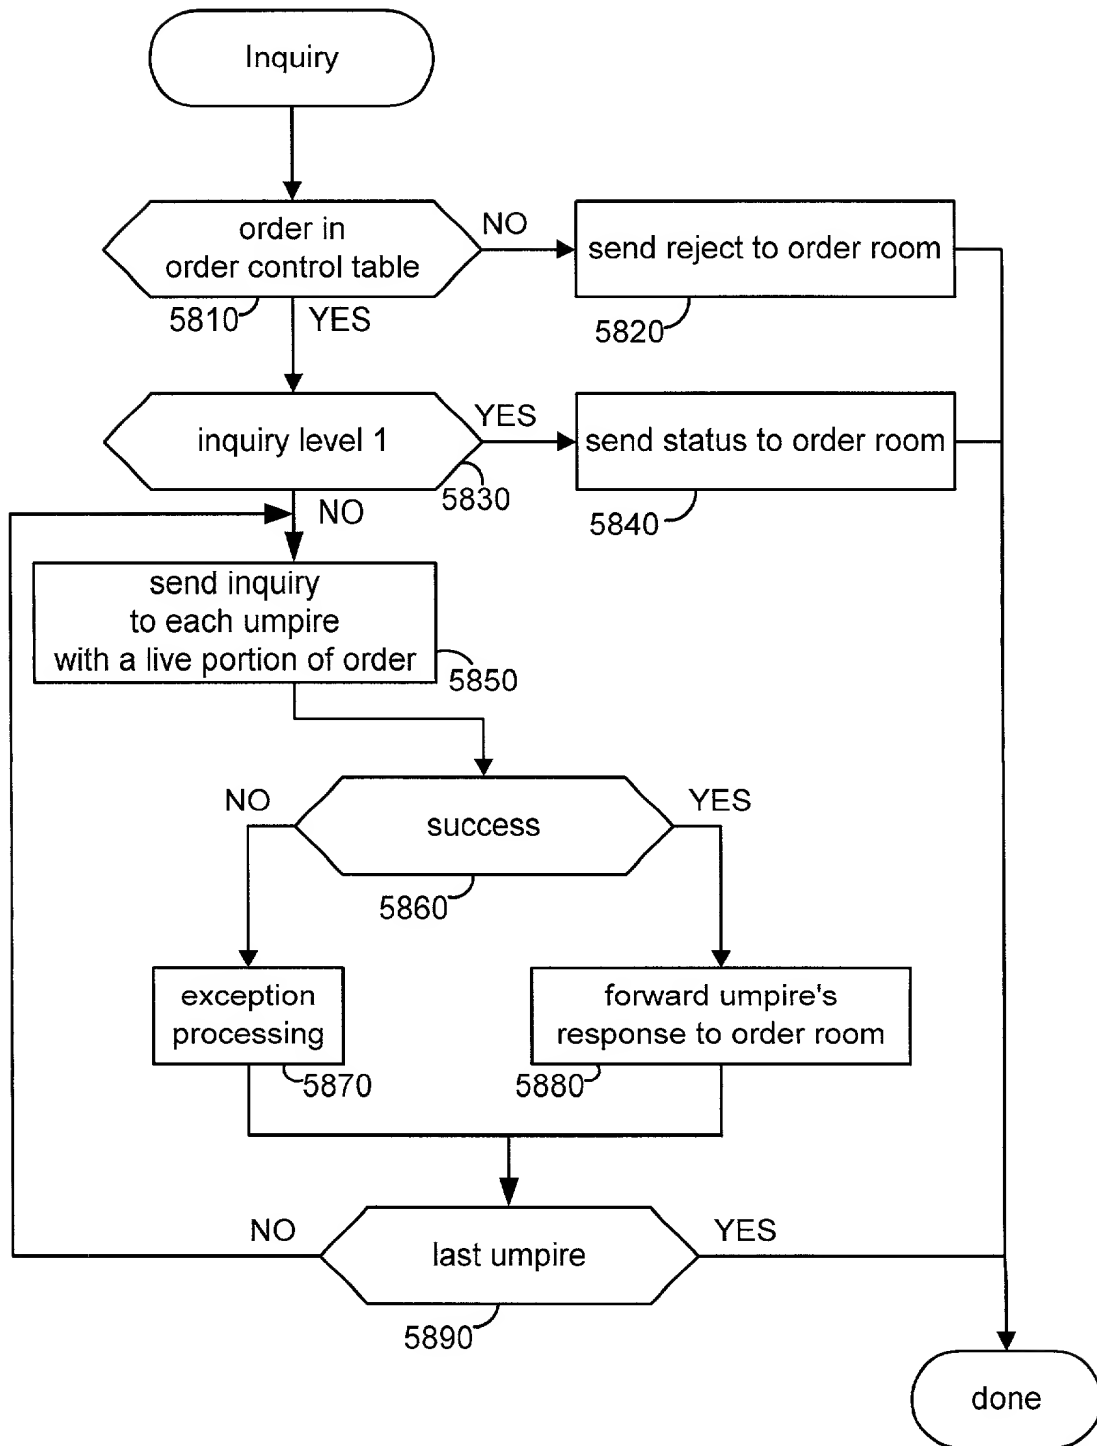 Inquiry
order in
order control table
NO
send reject to order room
5810
YES
5820
inquiry level 1
YES
send status to order room
5830
5840
NO
send inquiry
to each umpire
with a live portion of order
5850
NO
success
YES
5860
exception
processing
forward umpire's
response to order room
5870
5880
NO
last umpire
YES
5890
done